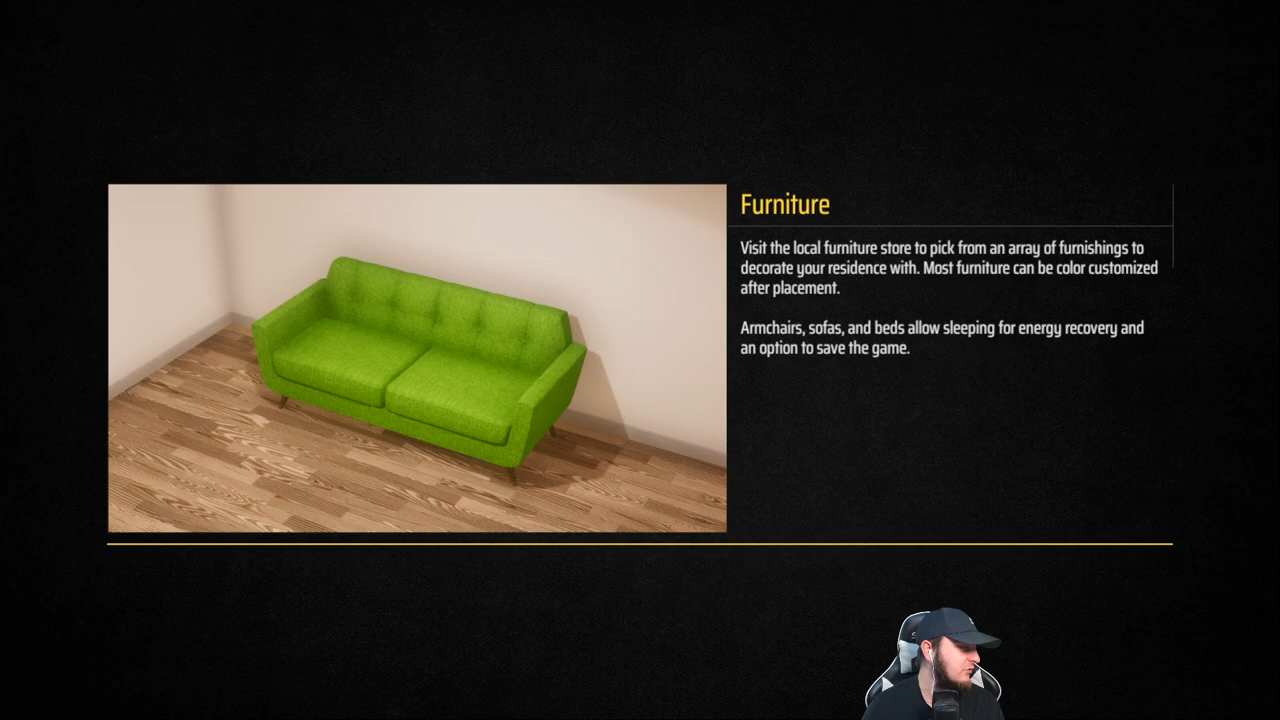 Furniture
Visit the local furniture store to pick from an array of furnishings to
decorate your residence with. Most furniture can be color customized
after placement.
Armchairs, sofas, and beds allow sleeping for energy recovery and
an option to save the game.